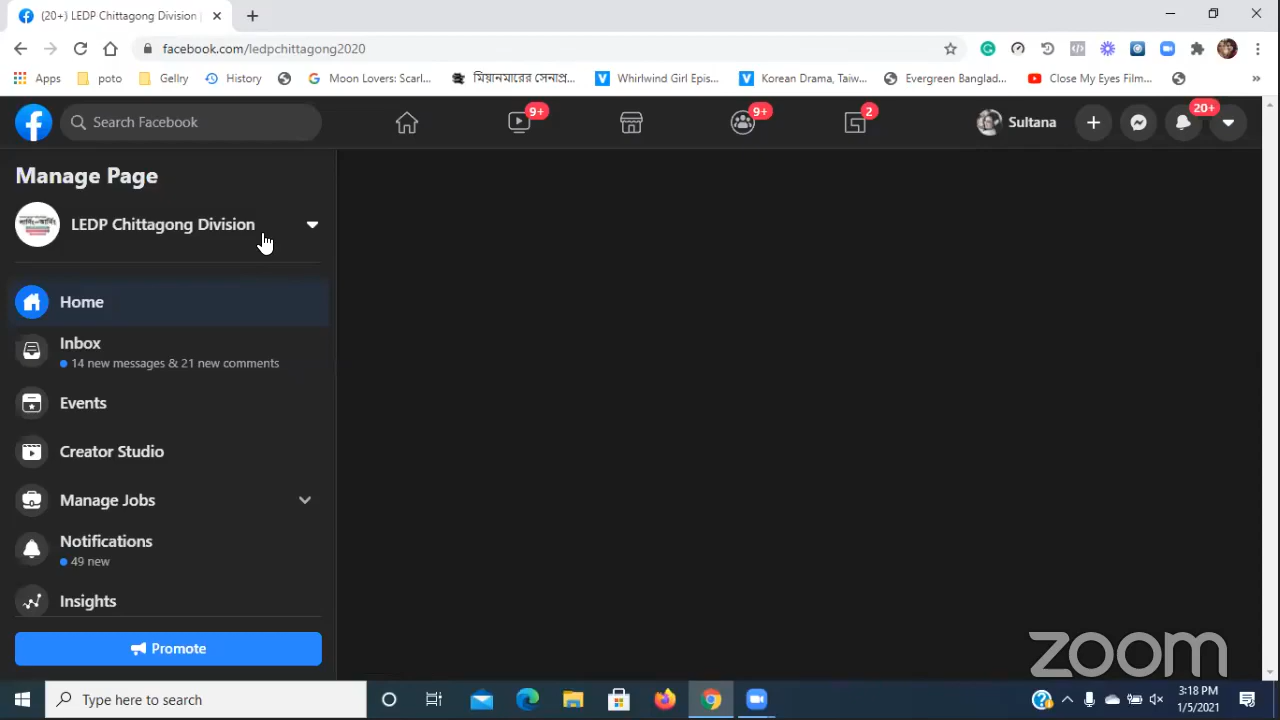 (20+) LEDP Chittagong Division
facebook.com/ledpchittagong2020
Apps
poto
Gellry
History
Moon Lovers: Scarl...
মিয়ানমারের সেনাপ্র...
Whirlwind Girl Epis...
Korean Drama, Taiw...
Evergreen Banglad...
Close My Eyes Film...
Search Facebook
9+
9+
2
Sultana
20+
Manage Page
LEDP Chittagong Division
Home
Inbox
14 new messages & 21 new comments
Events
Creator Studio
Manage Jobs
Notifications
49 new
Insights
Promote
zoom
Type here to search
3:18 PM
1/5/2021